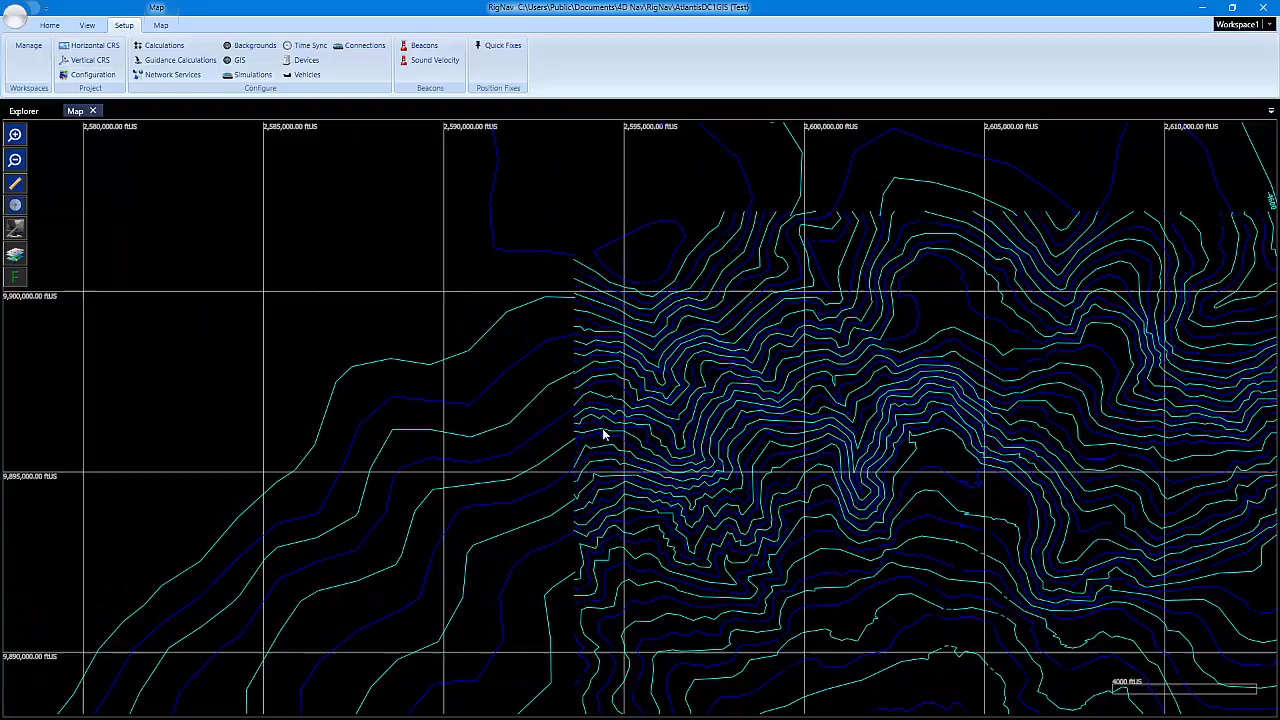 Map
RigNav C:\Users\Public\Documents\4D Nav\RigNav\AtlantisDC1GIS (Test)
Home View Setup Map
Workspace1
Manage
Workspaces
Horizontal CRS
Vertical CRS
Configuration
Project
Calculations Backgrounds Time Sync Connections
Guidance Calculations GIS Devices
Network Services Simulations Vehicles
Configure
Beacons
Sound Velocity
Beacons
Quick Fixes
Position Fixes
Explorer Map
2,580,000.00 ftUS 2,585,000.00 ftUS 2,590,000.00 ftUS 2,595,000.00 ftUS 2,600,000.00 ftUS 2,605,000.00 ftUS 2,610,000.00 ftUS
F
9,900,000.00 ftUS
9,895,000.00 ftUS
9,890,000.00 ftUS
4000 ftUS